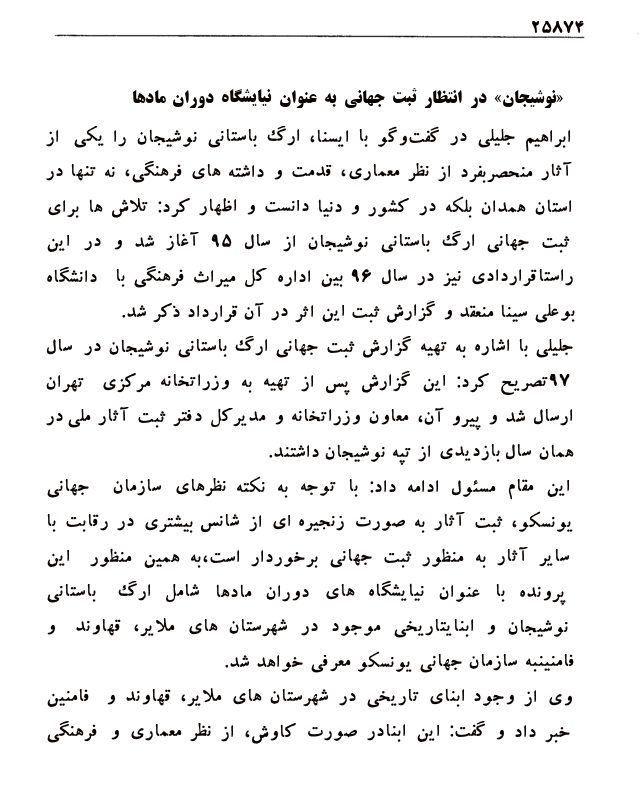 ۲۵۸۷۴
«نوشیجان» در انتظار ثبت جهانی به عنوان نیایشگاه دوران مادها
ابراهیم جلیلی در گفت‌وگو با ایسنا، ارگ باستانی نوشیجان را یکی از
آثار منحصربفرد از نظر معماری، قدمت و داشته های فرهنگی، نه تنها در
استان همدان بلکه در کشور و دنیا دانست و اظهار کرد: تلاش ها برای
ثبت جهانی ارگ باستانی نوشیجان از سال ۹۵ آغاز شد و در این
راستاقراردادی نیز در سال ۹۶ بین اداره کل میراث فرهنگی با دانشگاه
بوعلی سینا منعقد و گزارش ثبت این اثر در آن قرارداد ذکر شد.
جلیلی با اشاره به تهیه گزارش ثبت جهانی ارگ باستانی نوشیجان در سال
۹۷تصریح کرد: این گزارش پس از تهیه به وزراتخانه مرکزی تهران
ارسال شد و پیرو آن، معاون وزراتخانه و مدیرکل دفتر ثبت آثار ملی در
همان سال بازدیدی از تپه نوشیجان داشتند.
این مقام مسئول ادامه داد: با توجه به نکته نظرهای سازمان جهانی
یونسکو، ثبت آثار به صورت زنجیره ای از شانس بیشتری در رقابت با
سایر آثار به منظور ثبت جهانی برخوردار است،به همین منظور این
پرونده با عنوان نیایشگاه های دوران مادها شامل ارگ باستانی
نوشیجان و ابنایتاریخی موجود در شهرستان های ملایر، قهاوند و
فامنینبه سازمان جهانی یونسکو معرفی خواهد شد.
وی از وجود ابنای تاریخی در شهرستان های ملایر، قهاوند و فامنین
خبر داد و گفت: این ابنادر صورت کاوش، از نظر معماری و فرهنگی